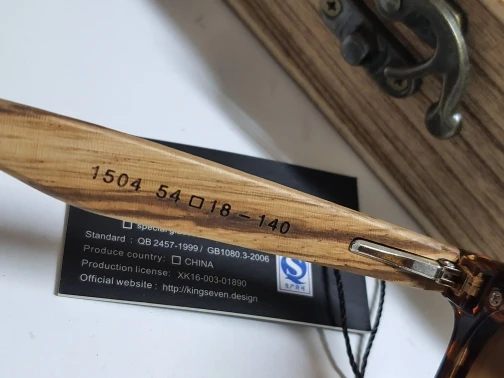 1504 54□18-140
Standard : QB 2457-1999 / GB1080.3-2006
Produce country: □ CHINA
Production license: XK16-003-01890
Official website : http://kingseven.design